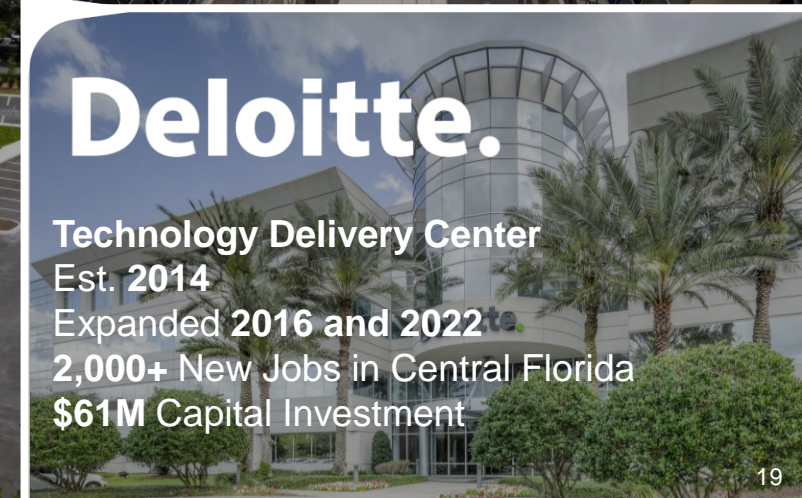 Deloitte.
Technology Delivery Center
Est. 2014
Expanded 2016 and 2022
2,000+ New Jobs in Central Florida
$61M Capital Investment
19